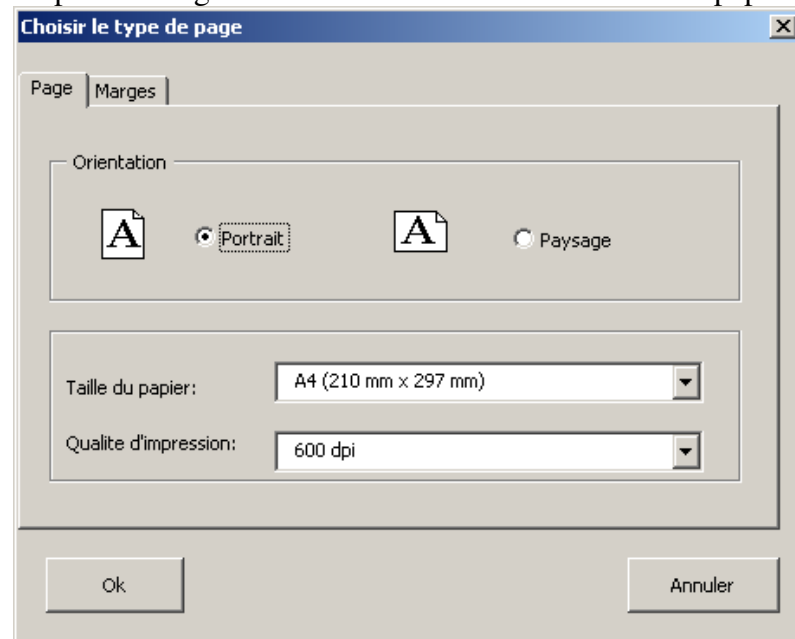 Choisir le type de page
Page Marges
Orientation
A Portrait A Paysage
Taille du papier: A4 (210 mm x 297 mm)
Qualite d'impression: 600 dpi
Ok Annuler